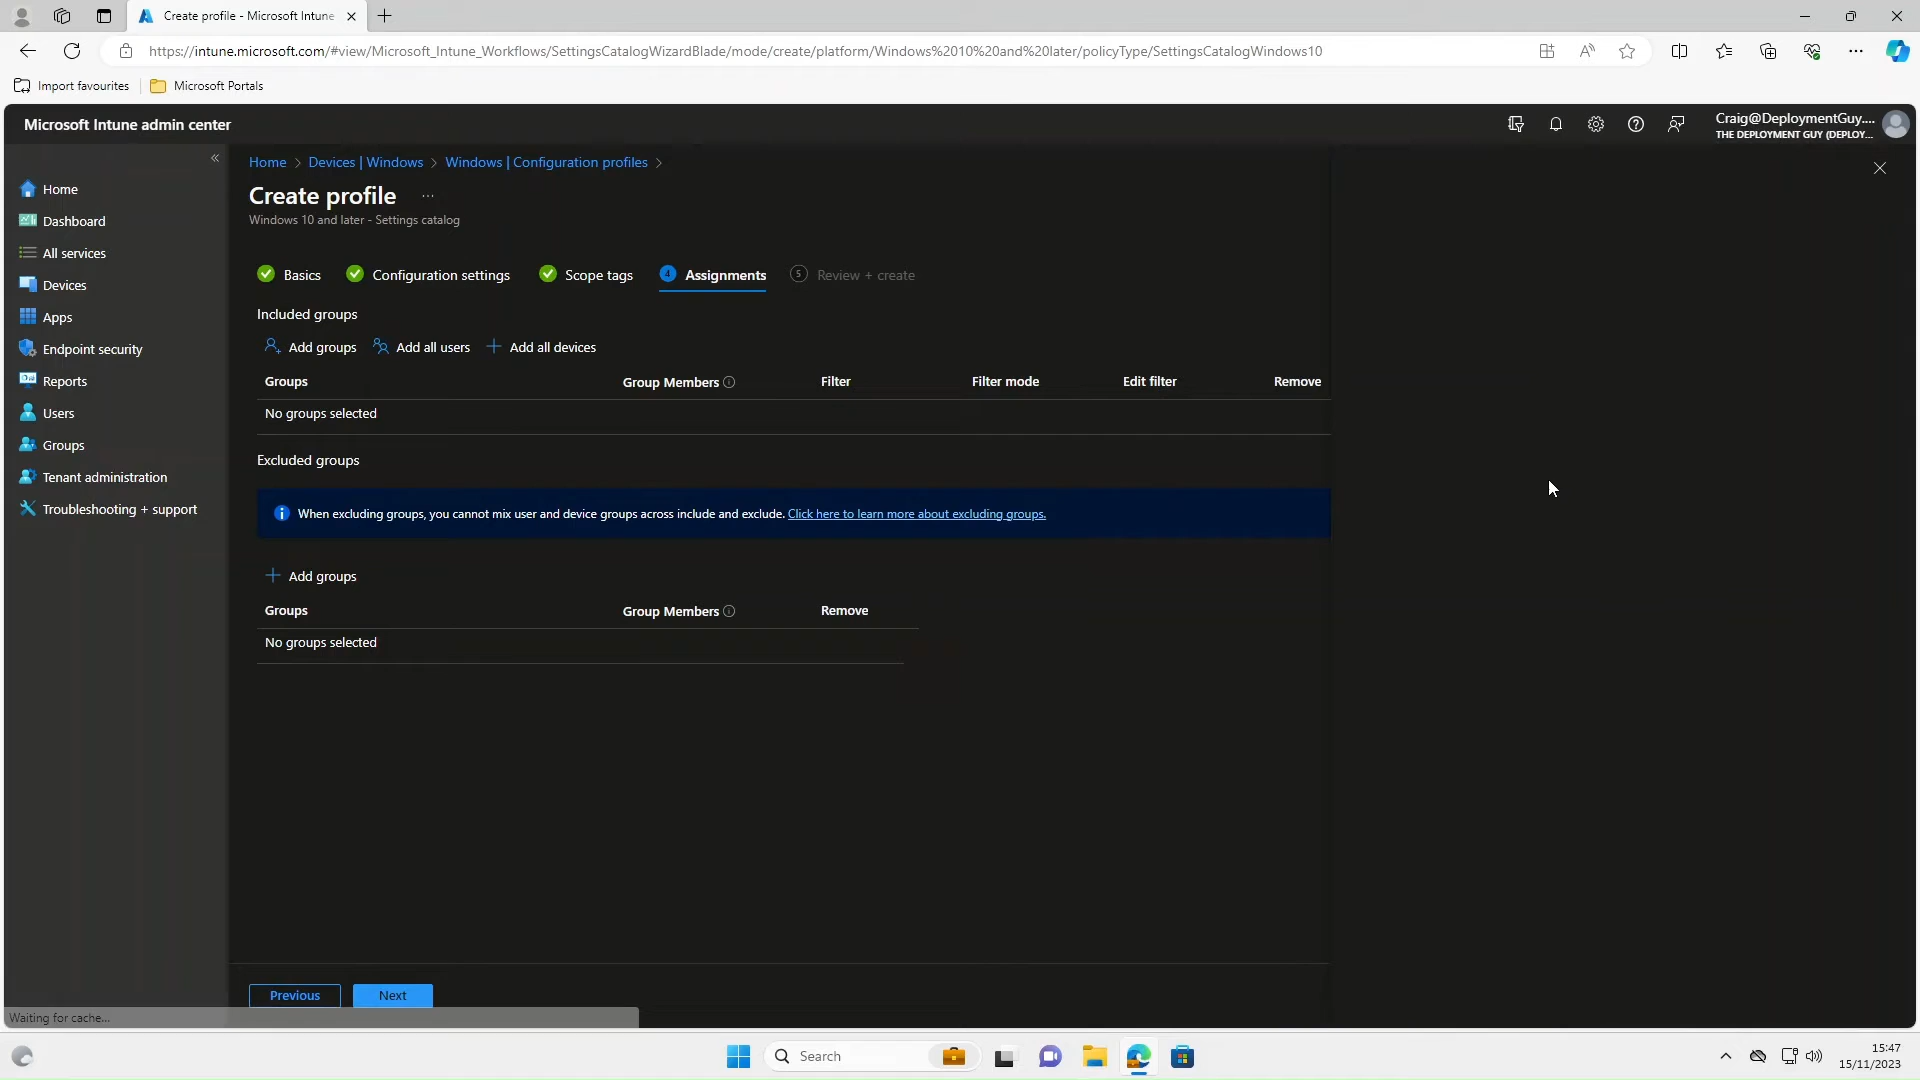 Create profile - Microsoft Intune
https://intune.microsoft.com/#view/Microsoft_Intune_Workflows/SettingsCatalogWizardBlade/mode/create/platform/Windows%2010%20and%20later/policyType/SettingsCatalogWindows10
Import favourites
Microsoft Portals
Microsoft Intune admin center
Craig@DeploymentGuy....
THE DEPLOYMENT GUY (DEPLOY...
Home
Dashboard
All services
Devices
Apps
Endpoint security
Reports
Users
Groups
Tenant administration
Troubleshooting + support
Home > Devices | Windows > Windows | Configuration profiles >
Create profile ...
Windows 10 and later - Settings catalog
Basics Configuration settings Scope tags 4 Assignments 5 Review + create
Included groups
Add groups Add all users Add all devices
Groups Group Members Filter Filter mode Edit filter Remove
No groups selected
Excluded groups
When excluding groups, you cannot mix user and device groups across include and exclude. Click here to learn more about excluding groups.
Add groups
Groups Group Members Remove
No groups selected
Previous Next
Waiting for cache...
Search
15:47
15/11/2023